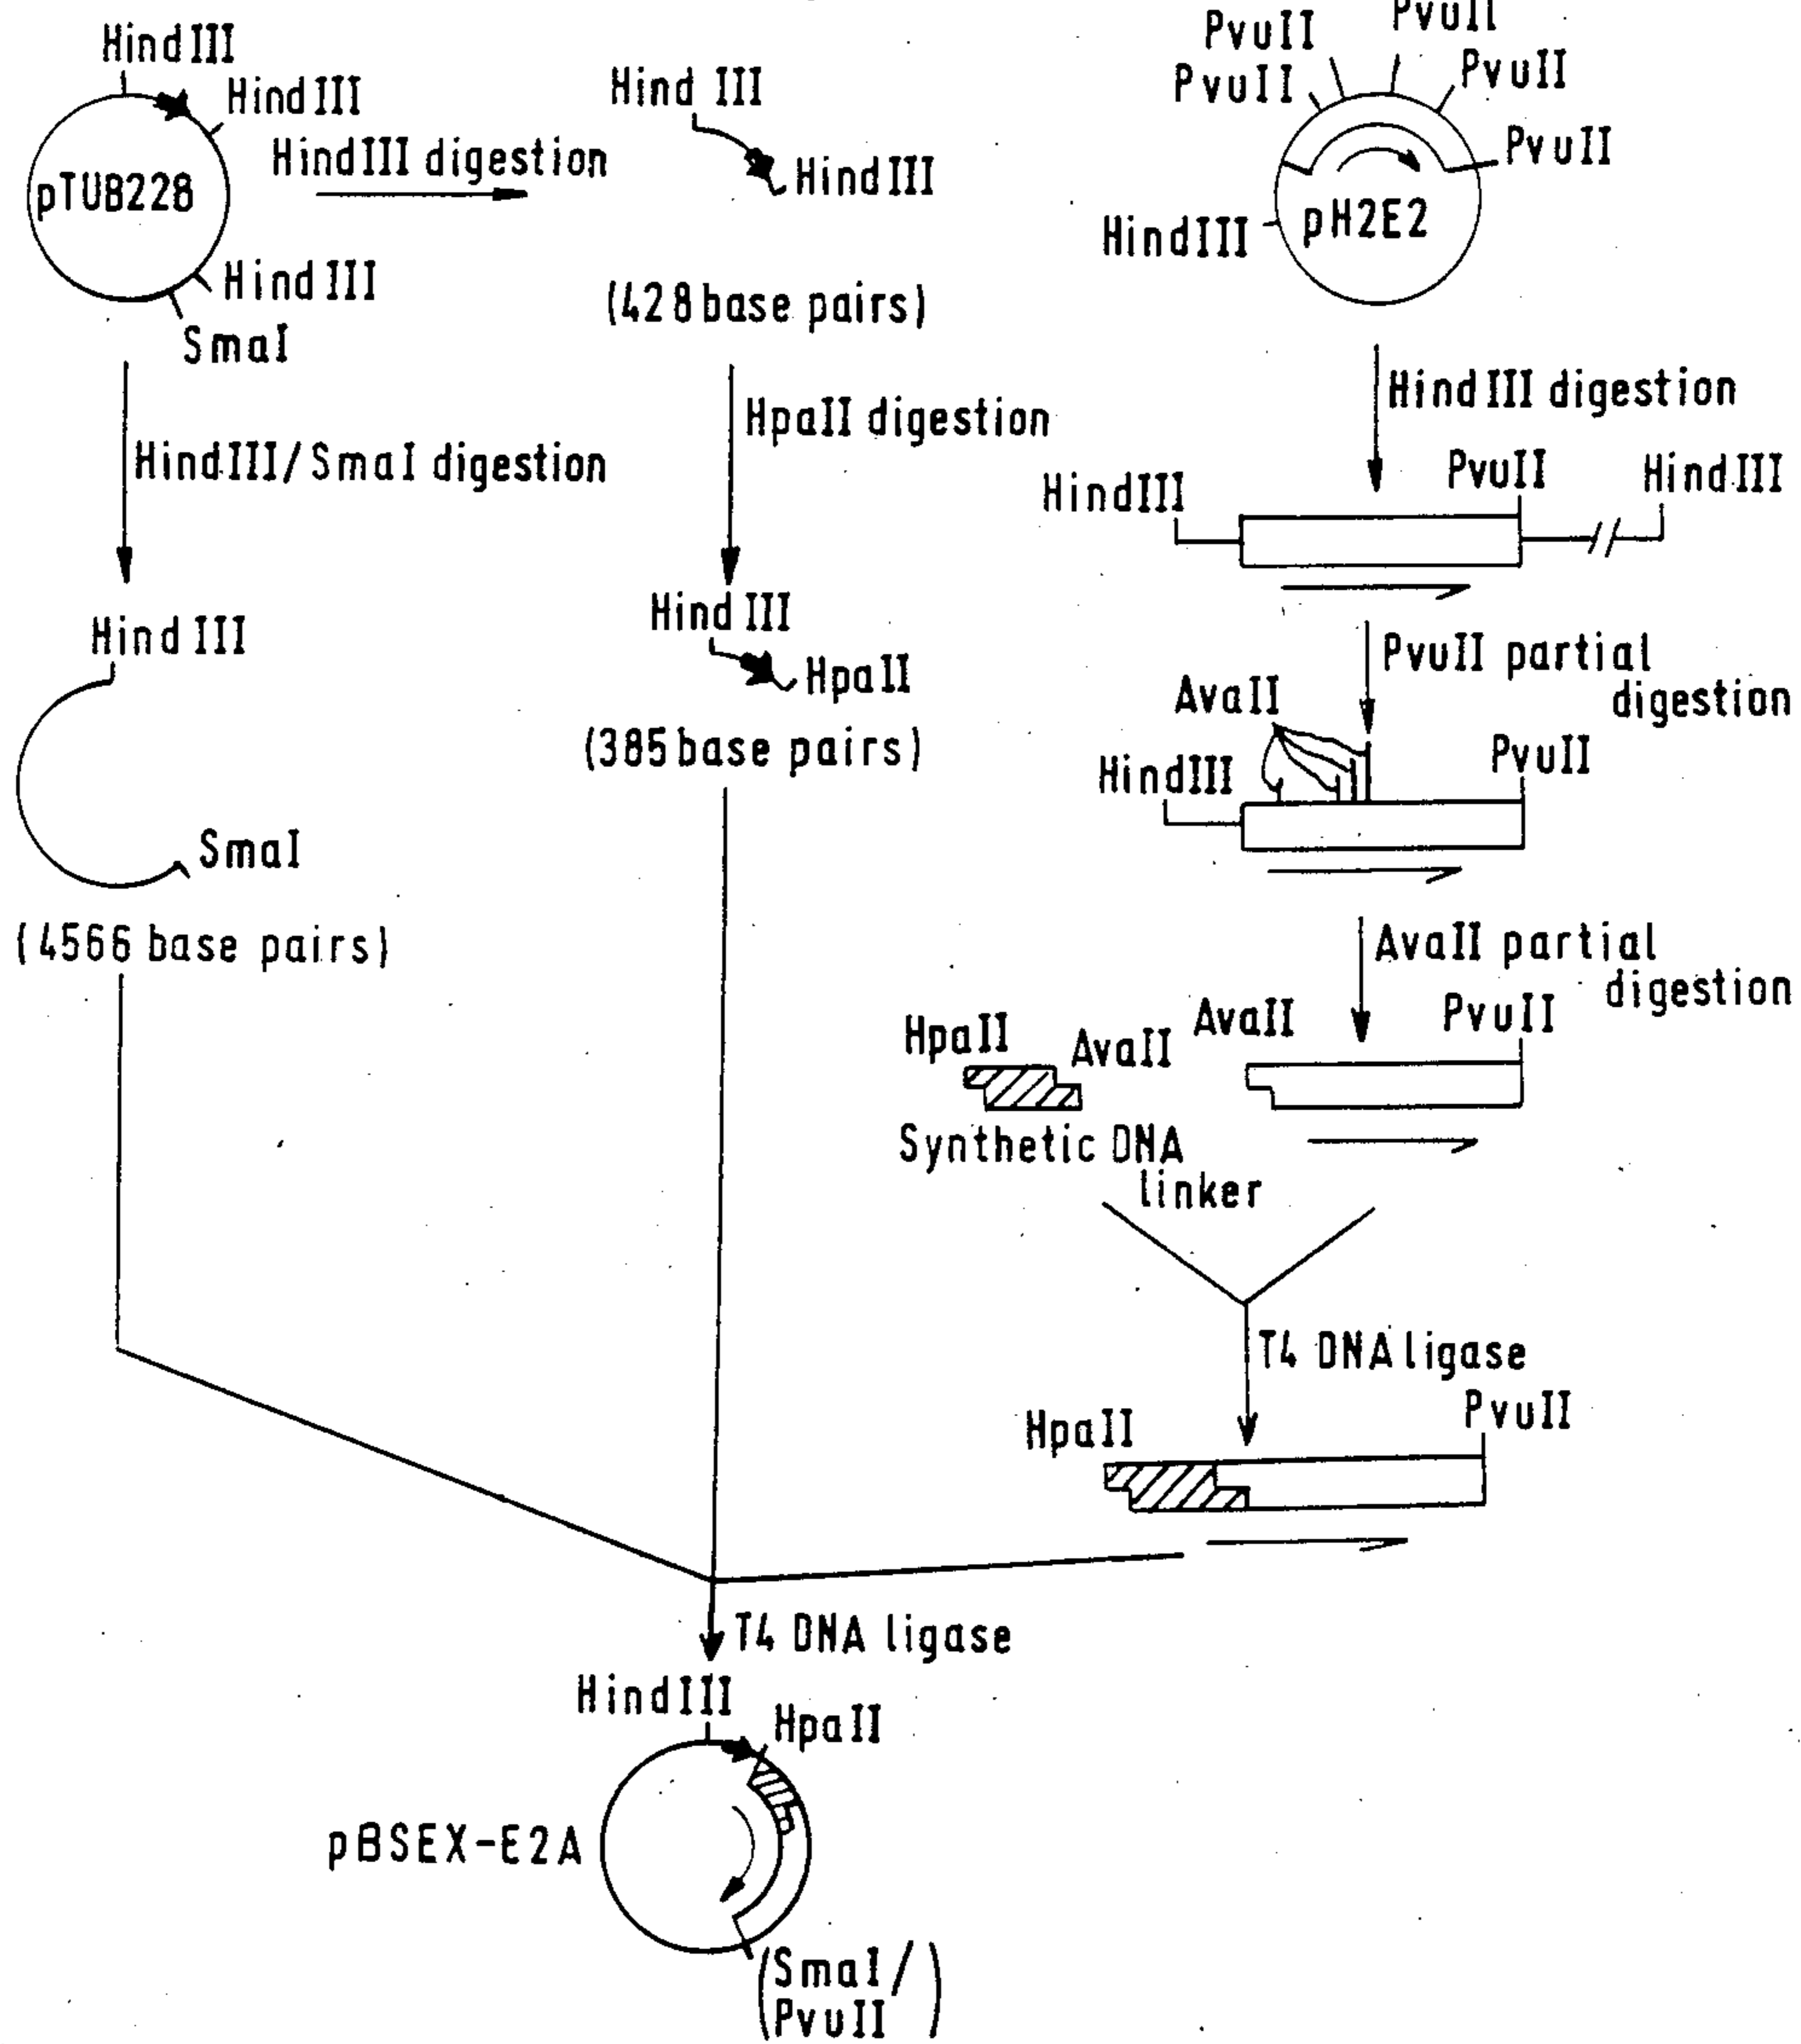 HindIII
HindIII
pTUB228
HindIII
SmaI
HindIII digestion
Hind III
HindIII
(428 base pairs)
PvuII
PvuII
PvuII
PvuII
PvuII
HindIII
pH2E2
HindIII/SmaI digestion
HpaII digestion
Hind III digestion
HindIII
PvuII
HindIII
Hind III
SmaI
(4566 base pairs)
Hind III
HpaII
(385 base pairs)
PvuII partial
digestion
AvaII
HindIII
PvuII
AvaII partial
digestion
HpaII
AvaII
AvaII
PvuII
Synthetic DNA
linker
T4 DNA ligase
HpaII
PvuII
T4 DNA ligase
HindIII
HpaII
pBSEX-E2A
(SmaI/
PvuII)